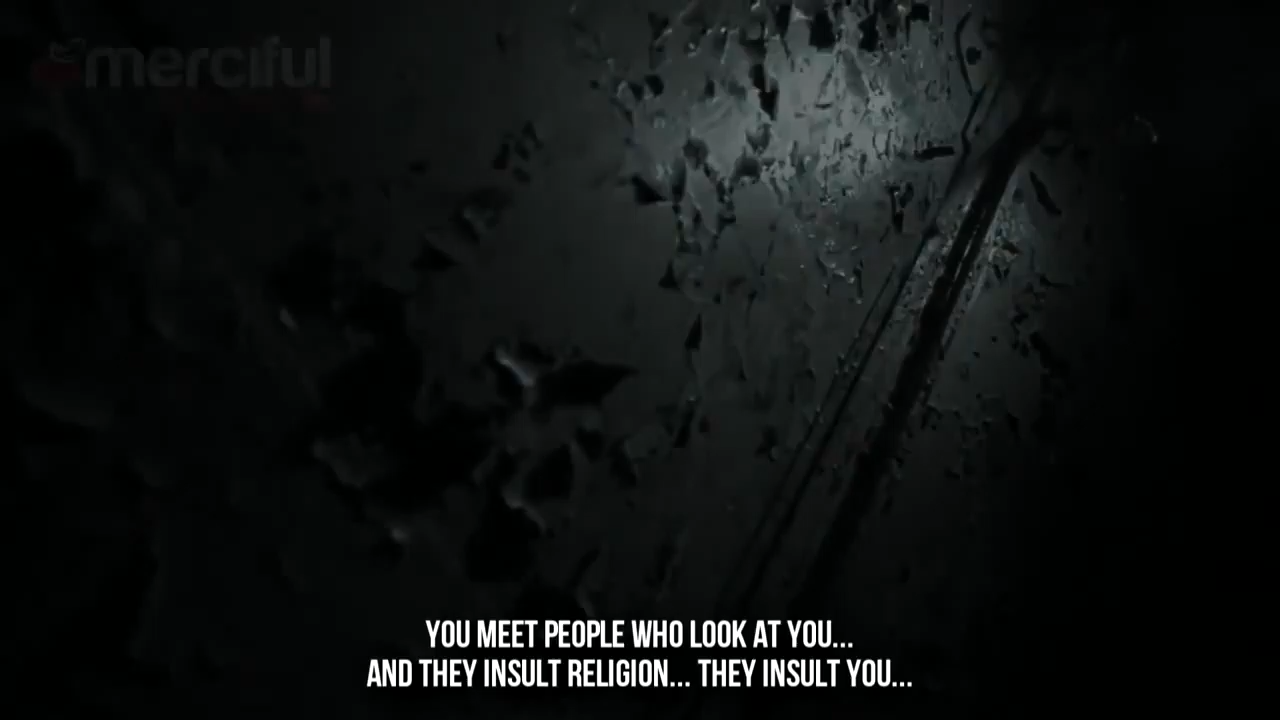 merciful
YOU MEET PEOPLE WHO LOOK AT YOU...
AND THEY INSULT RELIGION... THEY INSULT YOU...